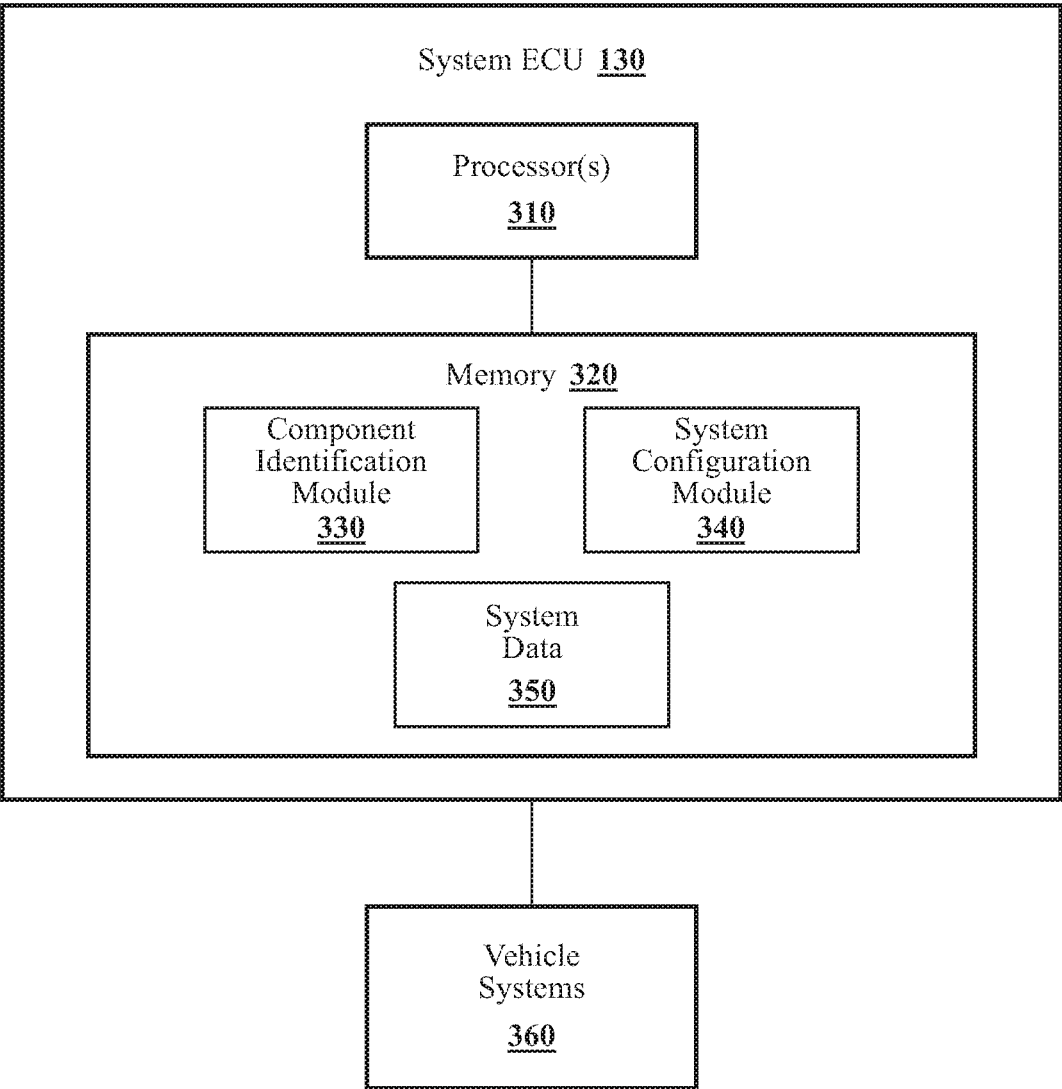 System ECU 130
Processor(s)
310
Memory 320
Component
Identification
Module
330
System
Configuration
Module
340
System
Data
350
Vehicle
Systems
360